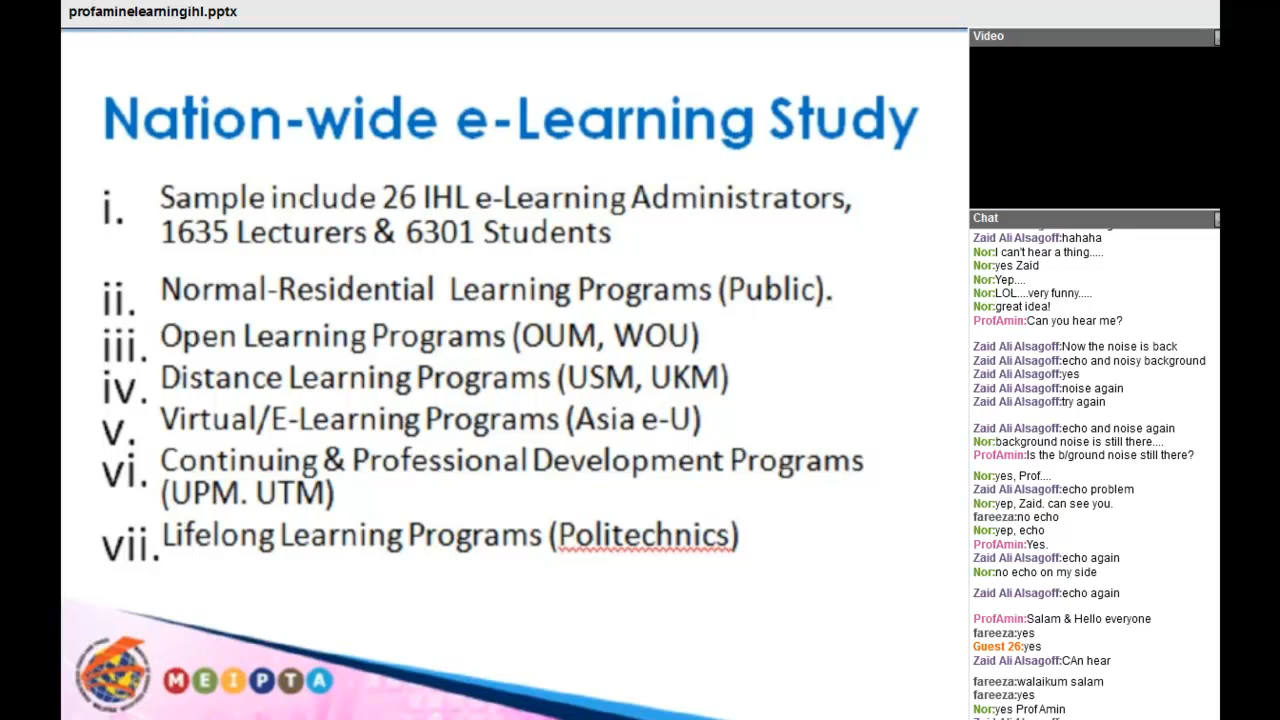 profaminelearningihl.pptx
Nation-wide e-Learning Study
i. Sample include 26 IHL e-Learning Administrators,
1635 Lecturers & 6301 Students
ii. Normal-Residential Learning Programs (Public).
iii. Open Learning Programs (OUM, WOU)
iv. Distance Learning Programs (USM, UKM)
v. Virtual/E-Learning Programs (Asia e-U)
vi. Continuing & Professional Development Programs
(UPM. UTM)
vii. Lifelong Learning Programs (Politechnics)
MEIPTA
Video
Chat
Zaid Ali Alsagoff:hahaha
Nor:I can't hear a thing.....
Nor:yes Zaid
Nor:Yep....
Nor:LOL....very funny.....
Nor:great idea!
ProfAmin:Can you hear me?
Zaid Ali Alsagoff:Now the noise is back
Zaid Ali Alsagoff:echo and noisy background
Zaid Ali Alsagoff:yes
Zaid Ali Alsagoff:noise again
Zaid Ali Alsagoff:try again
Zaid Ali Alsagoff:echo and noise again
Nor:background noise is still there....
ProfAmin:Is the b/ground noise still there?
Nor:yes, Prof....
Zaid Ali Alsagoff:echo problem
Nor:yep, Zaid. can see you.
fareeza:no echo
Nor:yep, echo
ProfAmin:Yes.
Zaid Ali Alsagoff:echo again
Nor:no echo on my side
Zaid Ali Alsagoff:echo again
ProfAmin:Salam & Hello everyone
fareeza:yes
Guest 26:yes
Zaid Ali Alsagoff:CAn hear
fareeza:walaikum salam
fareeza:yes
Nor:yes ProfAmin